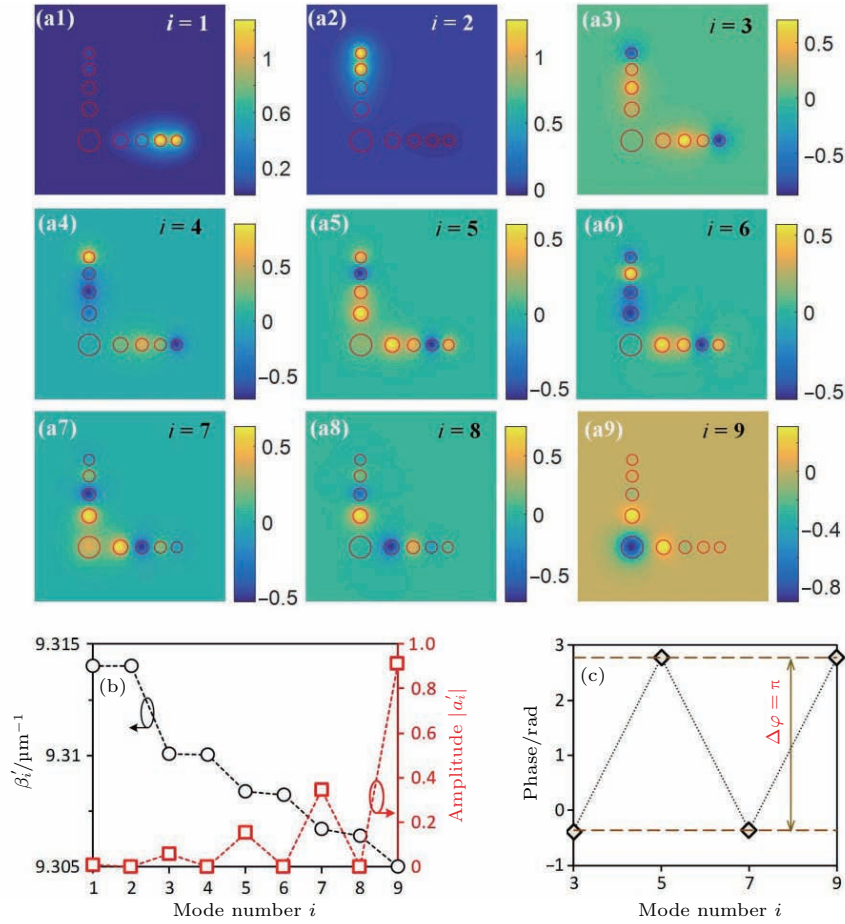 (a1) i = 1
1
0.6
0.2
(a2) i = 2
1
0.5
0
(a3) i = 3
0.5
0
−0.5
(a4) i = 4
0.5
0
−0.5
(a5) i = 5
0.5
0
−0.5
(a6) i = 6
0.5
0
−0.5
(a7) i = 7
0.5
0
−0.5
(a8) i = 8
0.5
0
−0.5
(a9) i = 9
0
−0.4
−0.8
(b)
9.315
9.31
9.305
βi′/µm−1
1 2 3 4 5 6 7 8 9
Mode number i
1.0
0.8
0.6
0.4
0.2
0
Amplitude |ai′|
(c)
3
2
1
0
−1
Phase/rad
Δφ = π
3 5 7 9
Mode number i